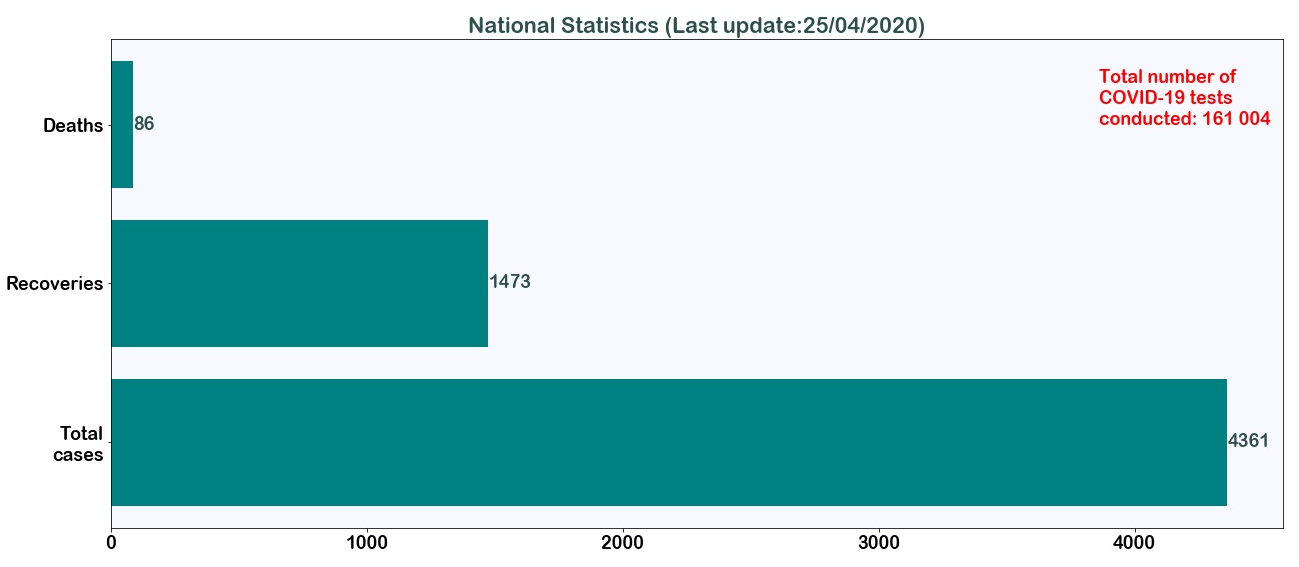 National Statistics (Last update:25/04/2020)
Total number of
COVID-19 tests
conducted: 161 004
Deaths
86
Recoveries
1473
Total
cases
4361
0 1000 2000 3000 4000